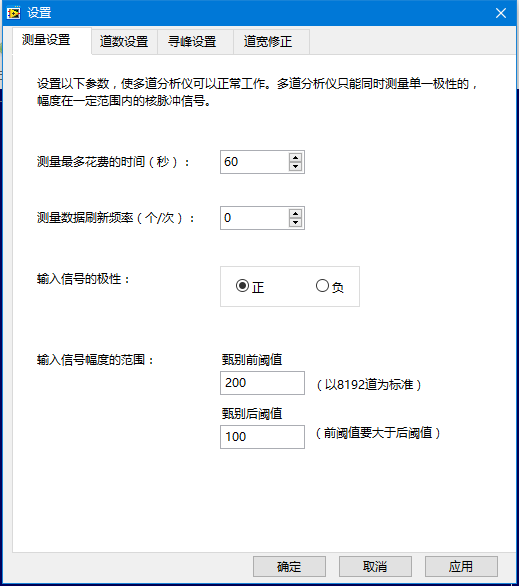 设置
测量设置 道数设置 寻峰设置 道宽修正
设置以下参数，使多道分析仪可以正常工作。多道分析仪只能同时测量单一极性的，
幅度在一定范围内的核脉冲信号。
测量最多花费的时间（秒）： 60
测量数据刷新频率（个/次）： 0
输入信号的极性： 正 负
输入信号幅度的范围： 甄别前阈值
200 （以8192道为标准）
甄别后阈值
100 （前阈值要大于后阈值）
确定 取消 应用